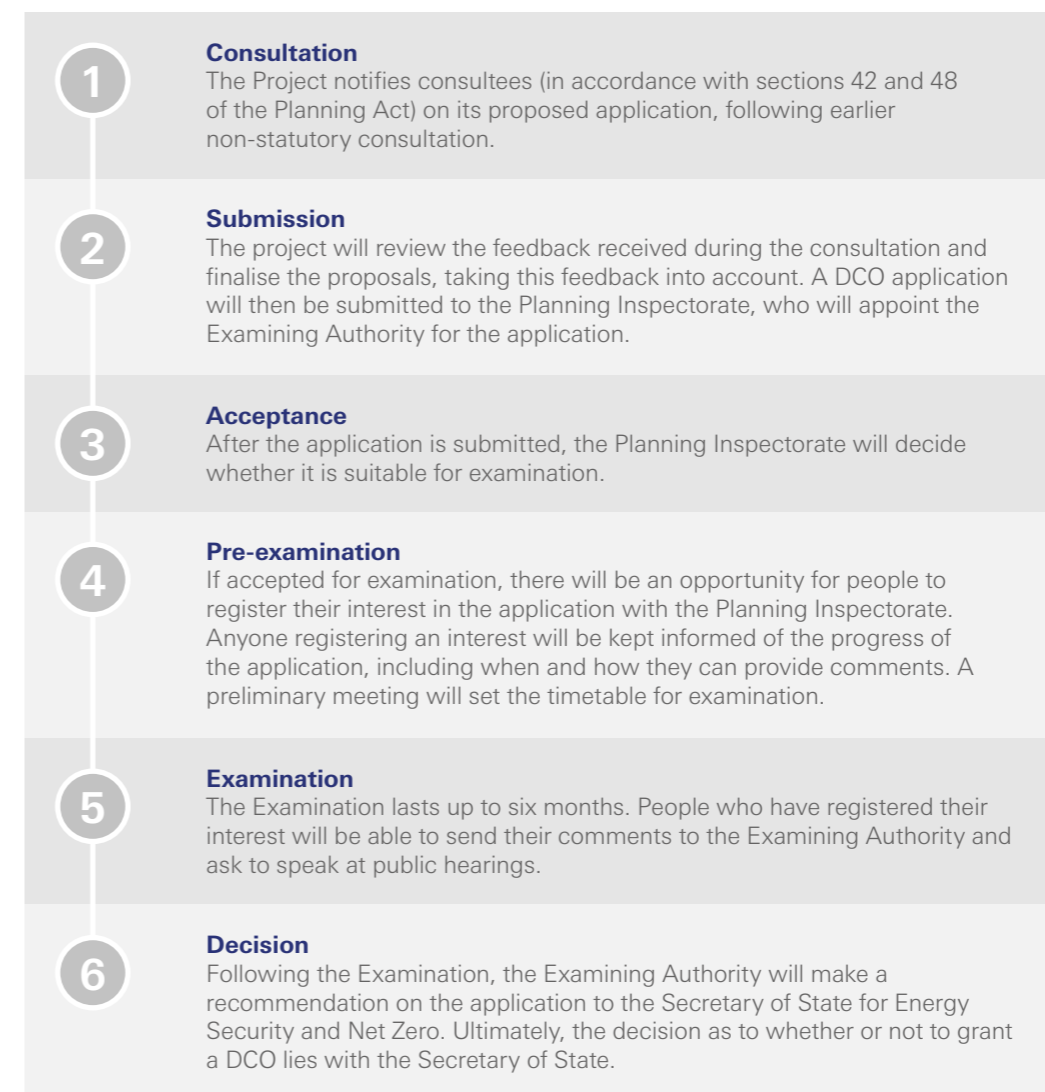 1
Consultation
The Project notifies consultees (in accordance with sections 42 and 48
of the Planning Act) on its proposed application, following earlier
non-statutory consultation.
2
Submission
The project will review the feedback received during the consultation and
finalise the proposals, taking this feedback into account. A DCO application
will then be submitted to the Planning Inspectorate, who will appoint the
Examining Authority for the application.
3
Acceptance
After the application is submitted, the Planning Inspectorate will decide
whether it is suitable for examination.
4
Pre-examination
If accepted for examination, there will be an opportunity for people to
register their interest in the application with the Planning Inspectorate.
Anyone registering an interest will be kept informed of the progress of
the application, including when and how they can provide comments. A
preliminary meeting will set the timetable for examination.
5
Examination
The Examination lasts up to six months. People who have registered their
interest will be able to send their comments to the Examining Authority and
ask to speak at public hearings.
6
Decision
Following the Examination, the Examining Authority will make a
recommendation on the application to the Secretary of State for Energy
Security and Net Zero. Ultimately, the decision as to whether or not to grant
a DCO lies with the Secretary of State.